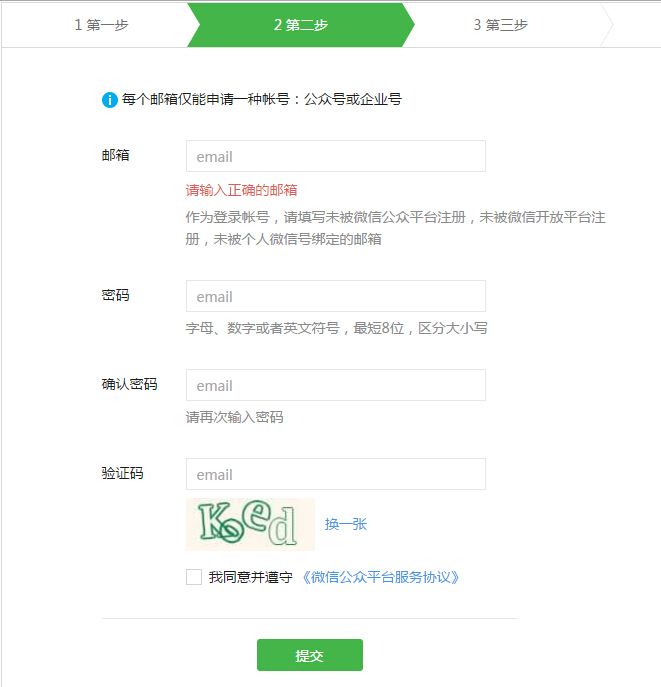 1 第一步
2 第二步
3 第三步
每个邮箱仅能申请一种帐号：公众号或企业号
邮箱
email
请输入正确的邮箱
作为登录帐号，请填写未被微信公众平台注册，未被微信开放平台注
册，未被个人微信号绑定的邮箱
密码
email
字母、数字或者英文符号，最短8位，区分大小写
确认密码
email
请再次输入密码
验证码
email
换一张
我同意并遵守 《微信公众平台服务协议》
提交